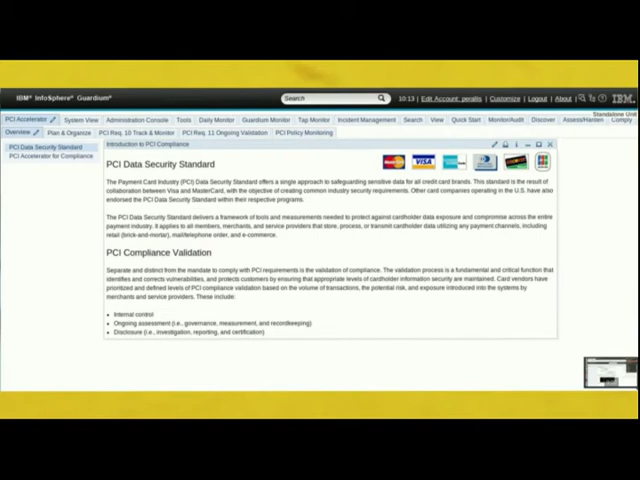 IBM® InfoSphere® Guardium®
Search
10:13 Edit Account: peralits Customize Logout About IBM.
Standalone Unit
PCI Accelerator System View Administration Console Tools Daily Monitor Guardium Monitor Tap Monitor Incident Management Search View Quick Start Monitor/Audit Discover Assess/Harden Comply
Overview Plan & Organize PCI Req. 10 Track & Monitor PCI Req. 11 Ongoing Validation PCI Policy Monitoring
PCI Data Security Standard
PCI Accelerator for Compliance
Introduction to PCI Compliance
PCI Data Security Standard
MasterCard VISA
The Payment Card Industry (PCI) Data Security Standard offers a single approach to safeguarding sensitive data for all credit card brands. This standard is the result of
collaboration between Visa and MasterCard, with the objective of creating common industry security requirements. Other card companies operating in the U.S. have also
endorsed the PCI Data Security Standard within their respective programs.
The PCI Data Security Standard delivers a framework of tools and measurements needed to protect against cardholder data exposure and compromise across the entire
payment industry. It applies to all members, merchants, and service providers that store, process, or transmit cardholder data utilizing any payment channels, including
retail (brick-and-mortar), mail/telephone order, and e-commerce.
PCI Compliance Validation
Separate and distinct from the mandate to comply with PCI requirements is the validation of compliance. The validation process is a fundamental and critical function that
identifies and corrects vulnerabilities, and protects customers by ensuring that appropriate levels of cardholder information security are maintained. Card vendors have
prioritized and defined levels of PCI compliance validation based on the volume of transactions, the potential risk, and exposure introduced into the systems by
merchants and service providers. These include:
• Internal control
• Ongoing assessment (i.e., governance, measurement, and recordkeeping)
• Disclosure (i.e., investigation, reporting, and certification)